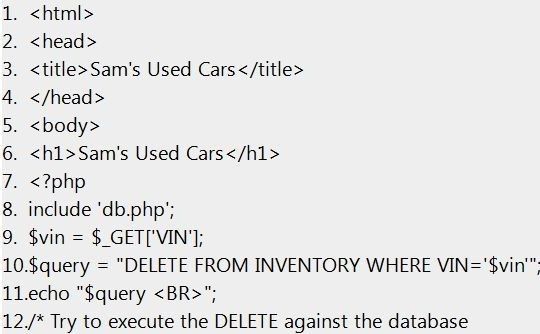 1. <html>
2. <head>
3. <title>Sam's Used Cars</title>
4. </head>
5. <body>
6. <h1>Sam's Used Cars</h1>
7. <?php
8. include 'db.php';
9. $vin = $_GET['VIN'];
10.$query = "DELETE FROM INVENTORY WHERE VIN='$vin'";
11.echo "$query <BR>";
12./* Try to execute the DELETE against the database